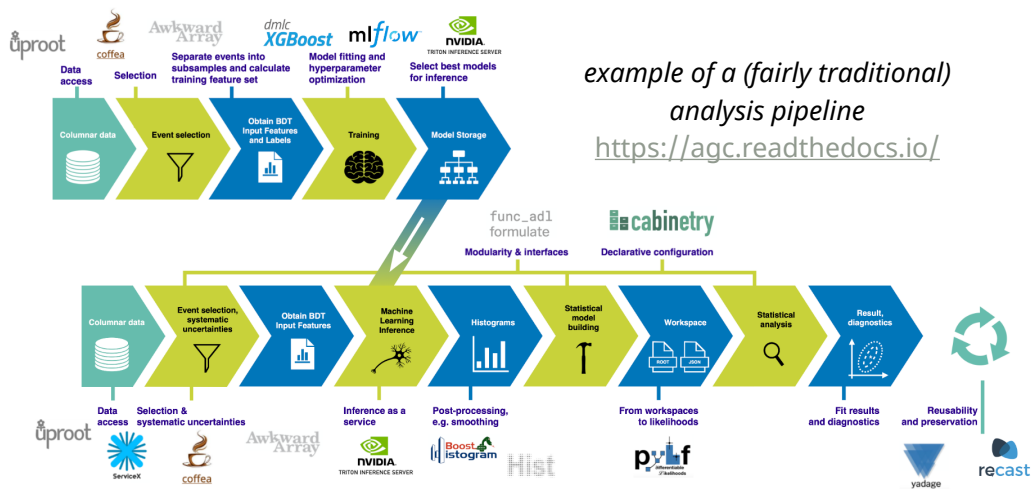 uproot
coffea
Awkward
Array
dmlc
XGBoost
mlflow
NVIDIA.
TRITON INFERENCE SERVER
Data
access
Selection
Separate events into
subsamples and calculate
training feature set
Model fitting and
hyperparameter
optimization
Select best models
for inference
example of a (fairly traditional)
analysis pipeline
https://agc.readthedocs.io/
Columnar data
Event selection
Obtain BDT
Input Features
and Labels
Training
Model Storage
func_adl
formulate
cabinetry
Modularity & interfaces
Declarative configuration
Columnar data
Event selection,
systematic
uncertainties
Obtain BDT
Input Features
Machine
Learning
Inference
Histograms
Statistical
model
building
Workspace
ROOT
JSON
Statistical
analysis
Result,
diagnostics
Data
access
Selection &
systematic uncertainties
Inference as a
service
Post-processing,
e.g. smoothing
From workspaces
to likelihoods
Fit results
and diagnostics
Reusability
and preservation
uproot
ServiceX
coffea
Awkward
Array
NVIDIA.
TRITON INFERENCE SERVER
Boost
Histogram
Hist
pyhf
differentiable
Likelihoods
yadage
recast